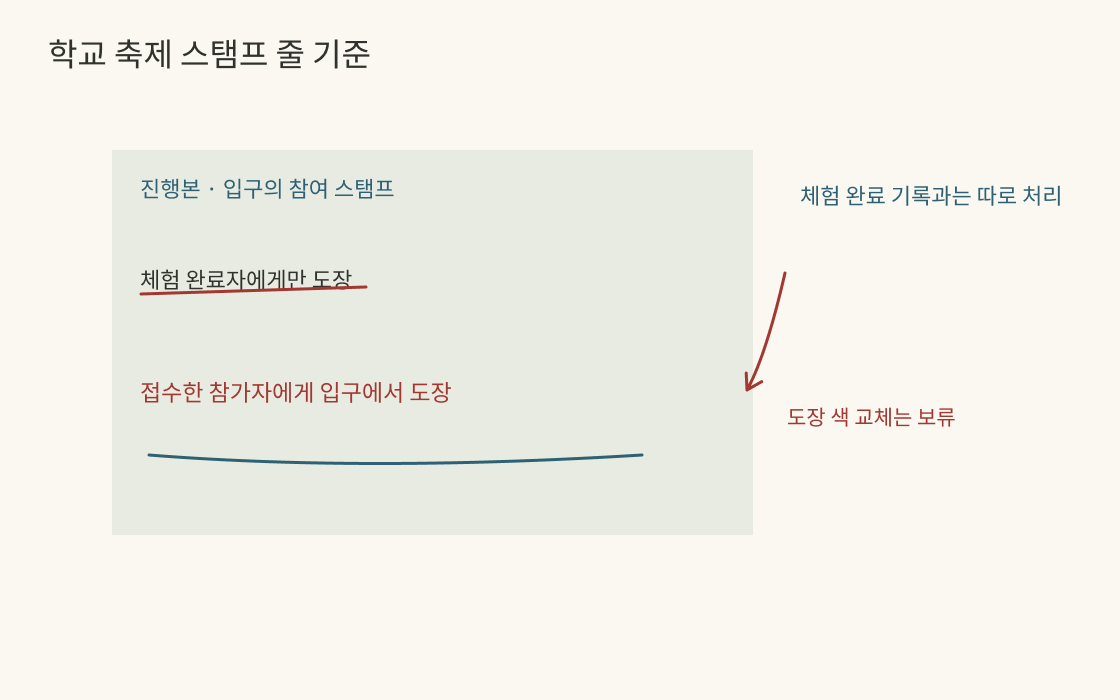 학교 축제 스탬프 줄 기준
진행본 · 입구의 참여 스탬프
체험 완료 기록과는 따로 처리
체험 완료자에게만 도장
접수한 참가자에게 입구에서 도장
도장 색 교체는 보류